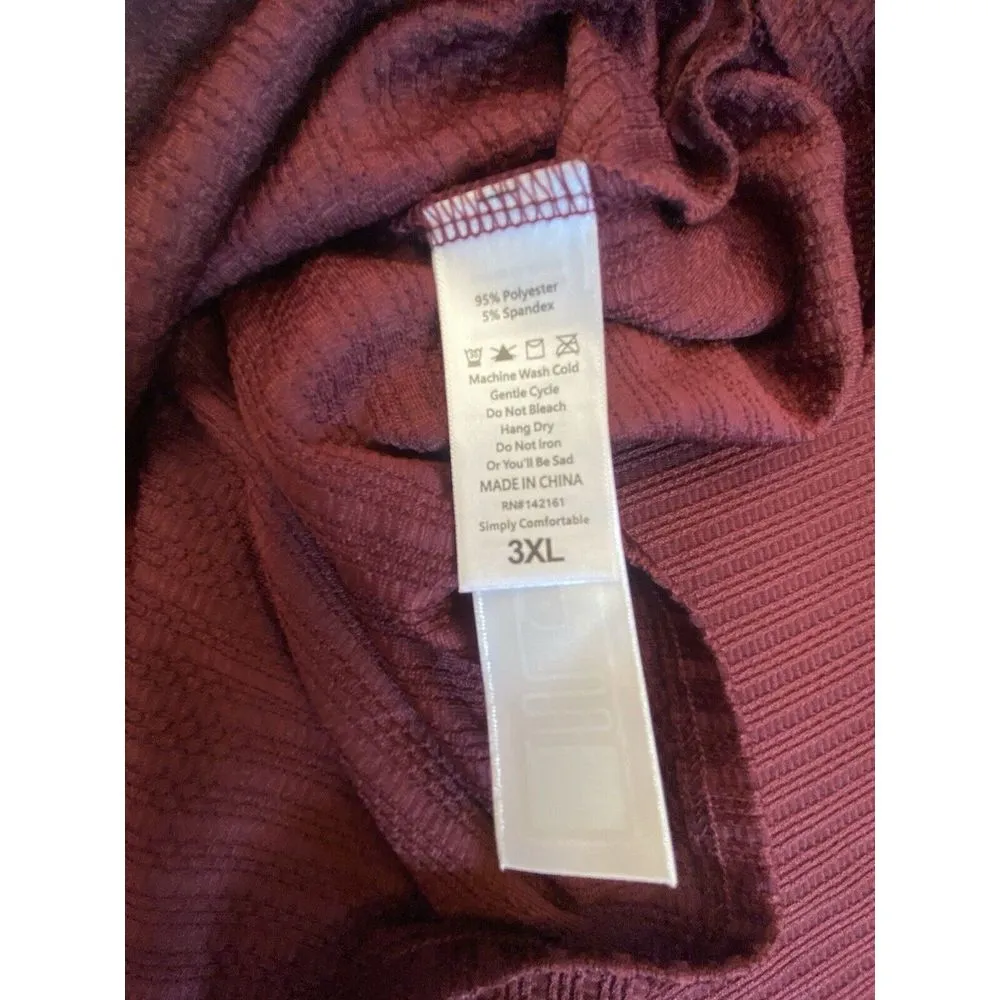 95% Polyester
5% Spandex
30
Machine Wash Cold
Gentle Cycle
Do Not Bleach
Hang Dry
Do Not Iron
Or You'll Be Sad
MADE IN CHINA
RN#142161
Simply Comfortable
3XL